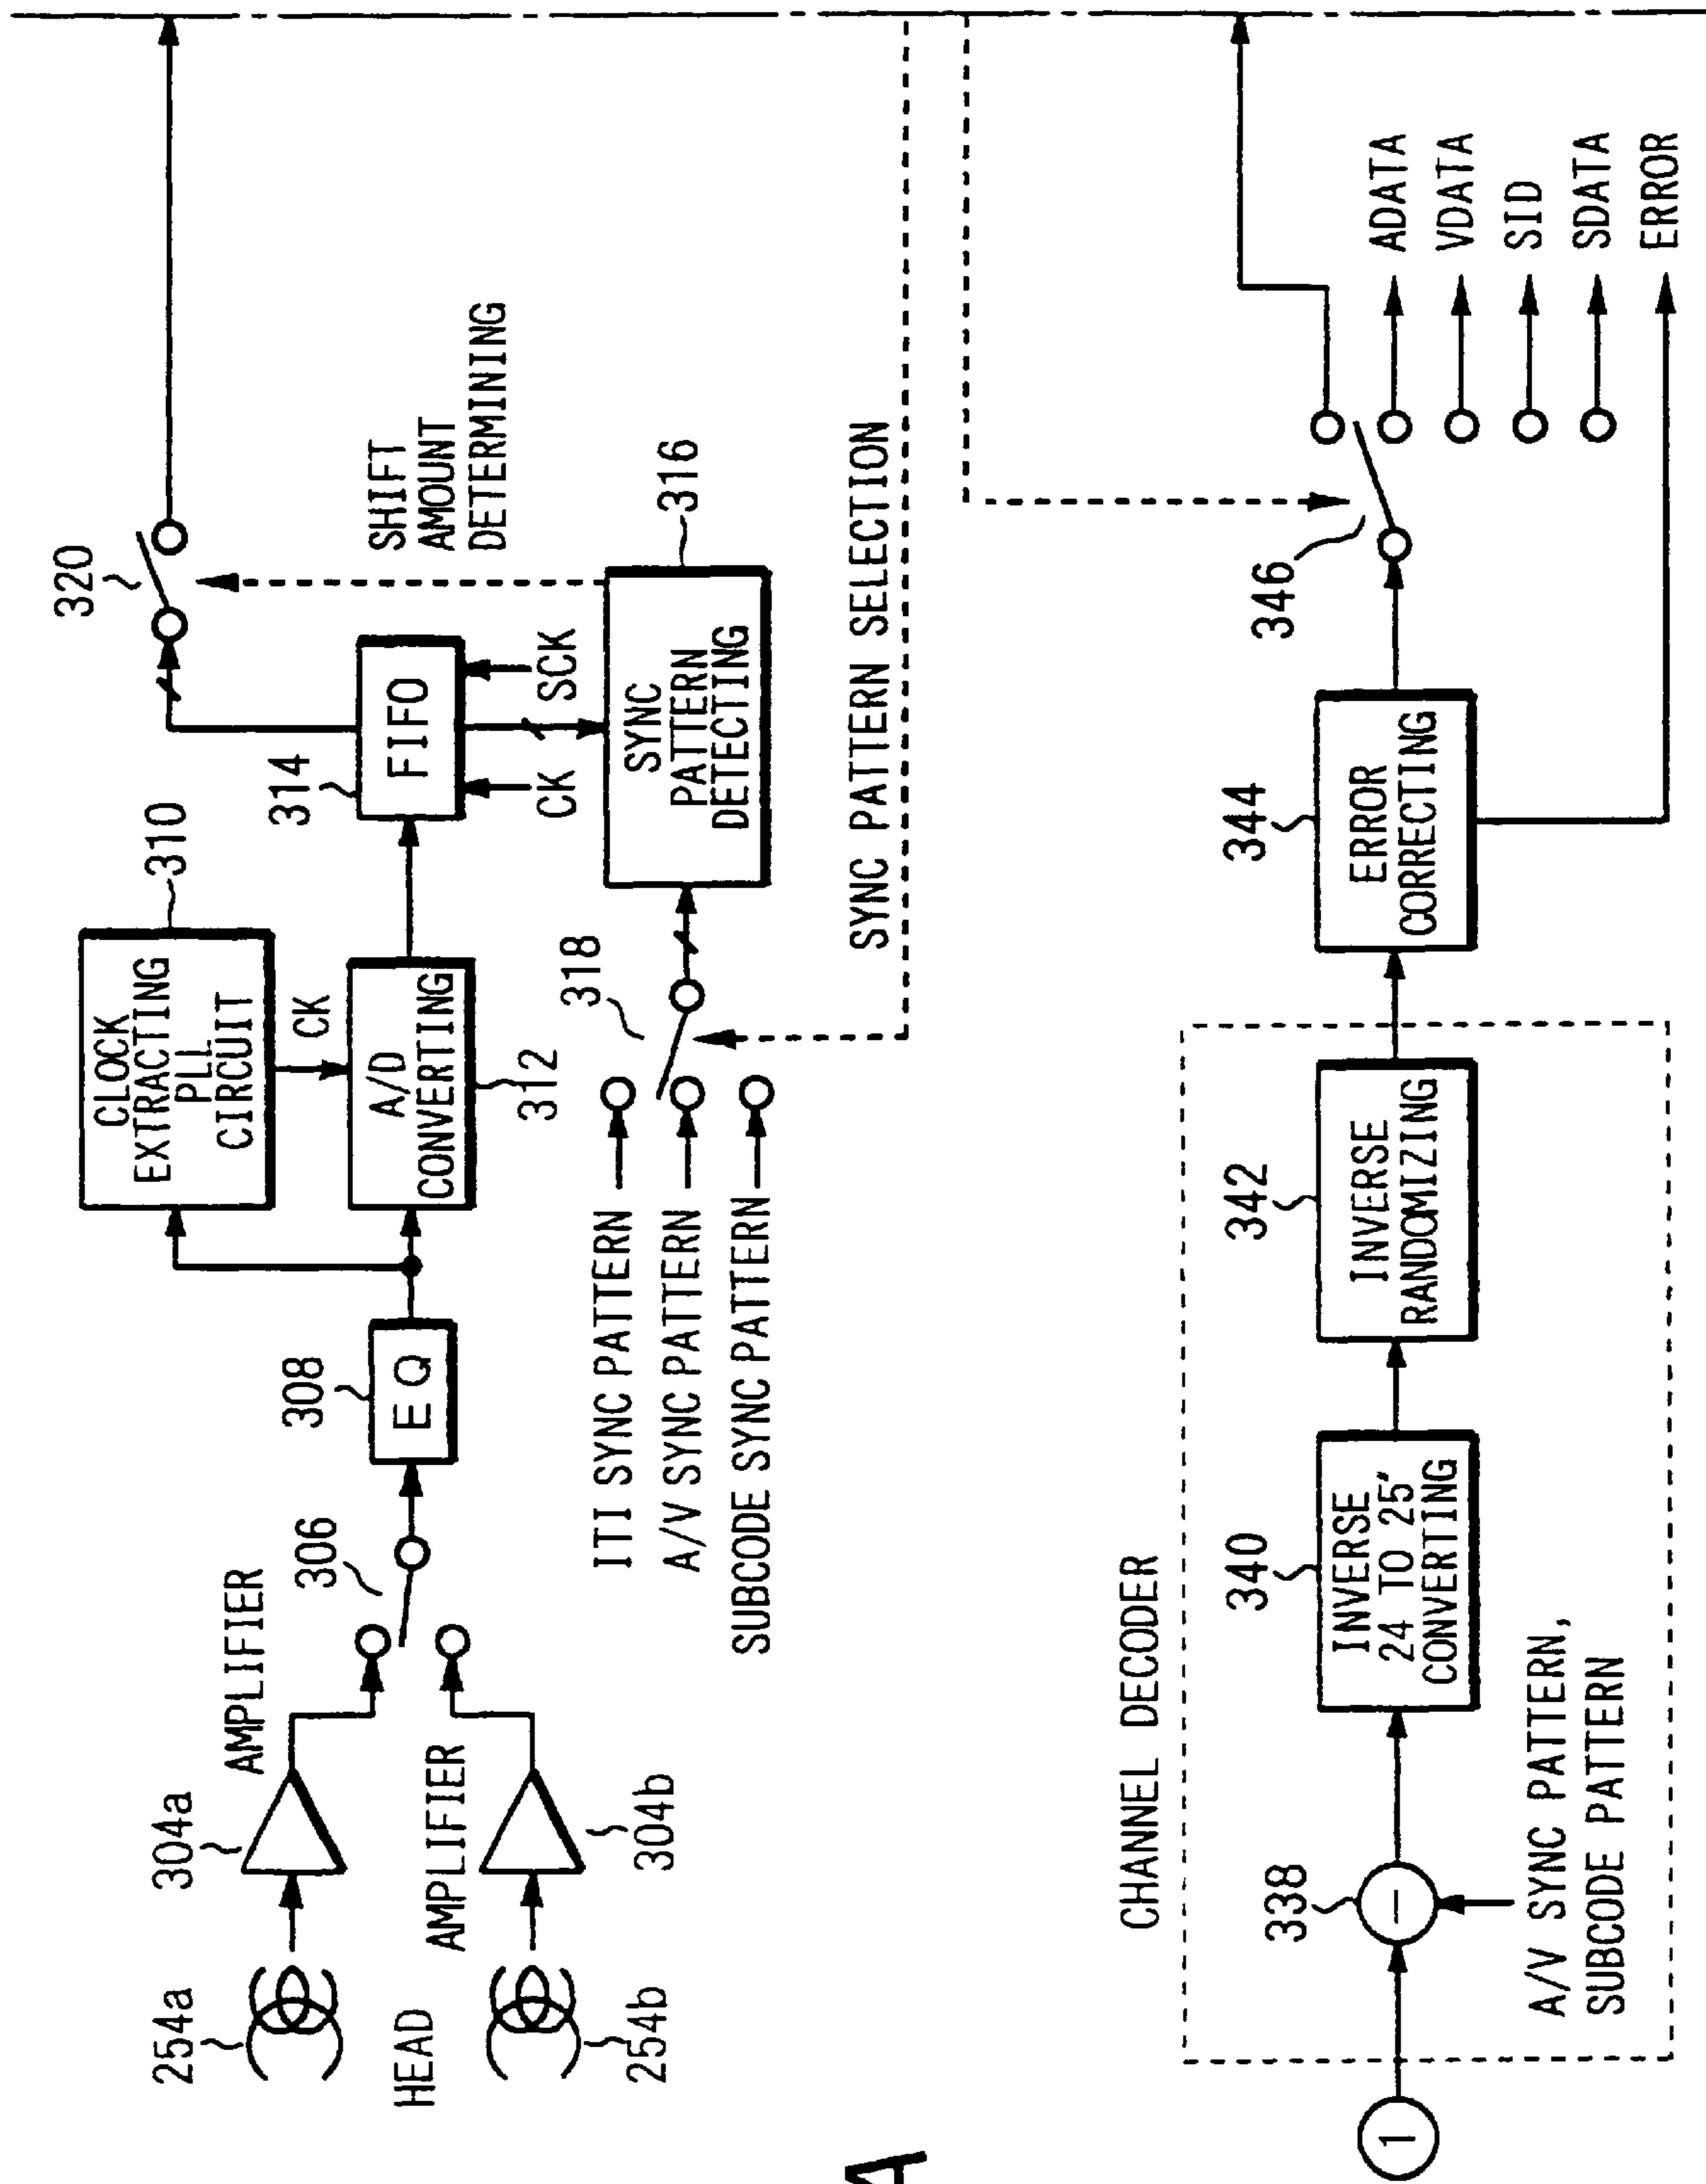 254a
304a
AMPLIFIER
HEAD
AMPLIFIER
254b
304b
306
308
EQ
CLOCK
EXTRACTING
PLL
CIRCUIT
310
CK
A/D
CONVERTING
312
314
FIFO
CK
SCK
320
SHIFT
AMOUNT
DETERMINING
SYNC
PATTERN
DETECTING
316
318
ITI SYNC PATTERN
A/V SYNC PATTERN
SUBCODE SYNC PATTERN
SYNC PATTERN SELECTION
CHANNEL DECODER
1
338
−
A/V SYNC PATTERN,
SUBCODE PATTERN
340
INVERSE
24 TO 25'
CONVERTING
342
INVERSE
RANDOMIZING
344
ERROR
CORRECTING
346
ADATA
VDATA
SID
SDATA
ERROR
A